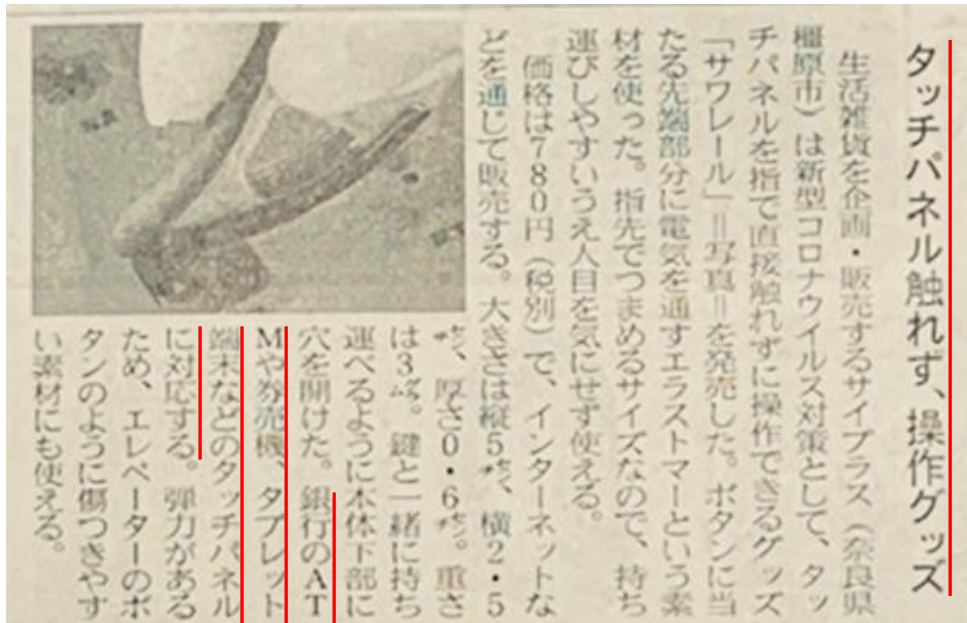 タッチパネル触れず、操作グッズ
生活雑貨を企画・販売するサイプラス（奈良県
橿原市）は新型コロナウイルス対策として、タッ
チパネルを指で直接触れずに操作できるグッズ
「サワレール」＝写真＝を発売した。ボタンに当
たる先端部分に電気を通すエラストマーという素
材を使った。指先でつまめるサイズなので、持ち
運びしやすいうえ人目を気にせず使える。
価格は780円（税別）で、インターネットな
どを通じて販売する。大きさは縦5㌢、横2・5
㌢、厚さ0・6㌢。重さ
は3㌘。鍵と一緒に持ち
運べるように本体下部に
穴を開けた。銀行のAT
Mや券売機、タブレット
端末などのタッチパネル
に対応する。弾力がある
ため、エレベーターのボ
タンのように傷つきやす
い素材にも使える。